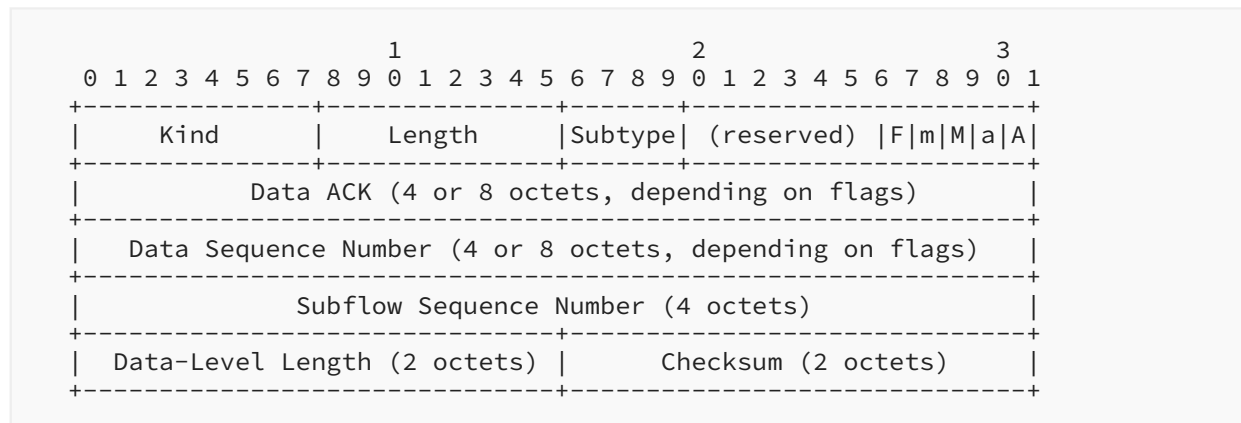 1                   2                   3
 0 1 2 3 4 5 6 7 8 9 0 1 2 3 4 5 6 7 8 9 0 1 2 3 4 5 6 7 8 9 0 1
+---------------+---------------+-------+----------------------+
|     Kind      |    Length     |Subtype| (reserved) |F|m|M|a|A|
+---------------+---------------+-------+----------------------+
|           Data ACK (4 or 8 octets, depending on flags)       |
+--------------------------------------------------------------+
|   Data Sequence Number (4 or 8 octets, depending on flags)   |
+--------------------------------------------------------------+
|              Subflow Sequence Number (4 octets)              |
+-------------------------------+------------------------------+
|  Data-Level Length (2 octets) |      Checksum (2 octets)     |
+-------------------------------+------------------------------+